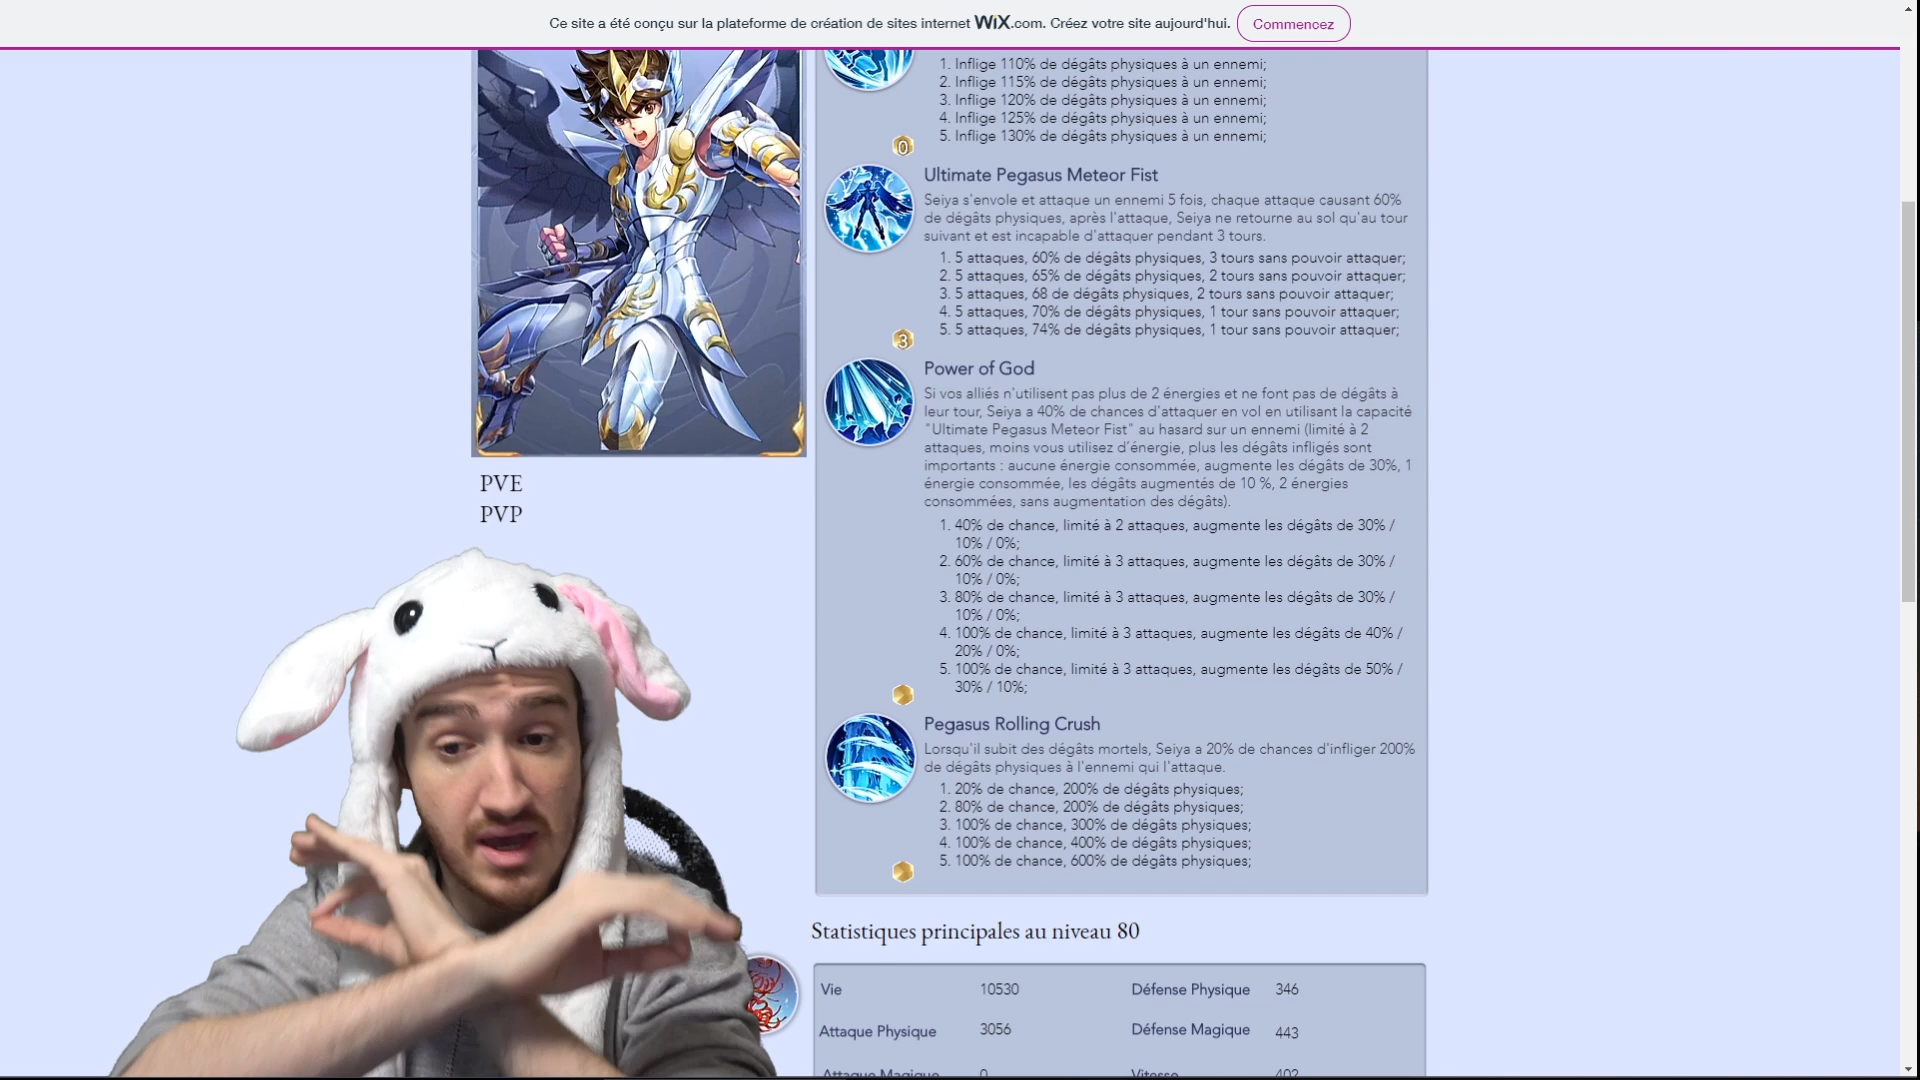 Ce site a été conçu sur la plateforme de création de sites internet WiX.com. Créez votre site aujourd'hui. Commencez
1. Inflige 110% de dégâts physiques à un ennemi;
2. Inflige 115% de dégâts physiques à un ennemi;
3. Inflige 120% de dégâts physiques à un ennemi;
4. Inflige 125% de dégâts physiques à un ennemi;
5. Inflige 130% de dégâts physiques à un ennemi;
0
Ultimate Pegasus Meteor Fist
Seiya s'envole et attaque un ennemi 5 fois, chaque attaque causant 60%
de dégâts physiques, après l'attaque, Seiya ne retourne au sol qu'au tour
suivant et est incapable d'attaquer pendant 3 tours.
1. 5 attaques, 60% de dégâts physiques, 3 tours sans pouvoir attaquer;
2. 5 attaques, 65% de dégâts physiques, 2 tours sans pouvoir attaquer;
3. 5 attaques, 68 de dégâts physiques, 2 tours sans pouvoir attaquer;
4. 5 attaques, 70% de dégâts physiques, 1 tour sans pouvoir attaquer;
5. 5 attaques, 74% de dégâts physiques, 1 tour sans pouvoir attaquer;
3
Power of God
Si vos alliés n'utilisent pas plus de 2 énergies et ne font pas de dégâts à
leur tour, Seiya a 40% de chances d'attaquer en vol en utilisant la capacité
"Ultimate Pegasus Meteor Fist" au hasard sur un ennemi (limité à 2
attaques, moins vous utilisez d'énergie, plus les dégâts infligés sont
importants : aucune énergie consommée, augmente les dégâts de 30%, 1
énergie consommée, les dégâts augmentés de 10 %, 2 énergies
consommées, sans augmentation des dégâts).
1. 40% de chance, limité à 2 attaques, augmente les dégâts de 30% /
10% / 0%;
2. 60% de chance, limité à 3 attaques, augmente les dégâts de 30% /
10% / 0%;
3. 80% de chance, limité à 3 attaques, augmente les dégâts de 30% /
10% / 0%;
4. 100% de chance, limité à 3 attaques, augmente les dégâts de 40% /
20% / 0%;
5. 100% de chance, limité à 3 attaques, augmente les dégâts de 50% /
30% / 10%;
Pegasus Rolling Crush
Lorsqu'il subit des dégâts mortels, Seiya a 20% de chances d'infliger 200%
de dégâts physiques à l'ennemi qui l'attaque.
1. 20% de chance, 200% de dégâts physiques;
2. 80% de chance, 200% de dégâts physiques;
3. 100% de chance, 300% de dégâts physiques;
4. 100% de chance, 400% de dégâts physiques;
5. 100% de chance, 600% de dégâts physiques;
PVE
PVP
Statistiques principales au niveau 80
Vie 10530 Défense Physique 346
Attaque Physique 3056 Défense Magique 443
Attaque Magique 0 Vitesse 402